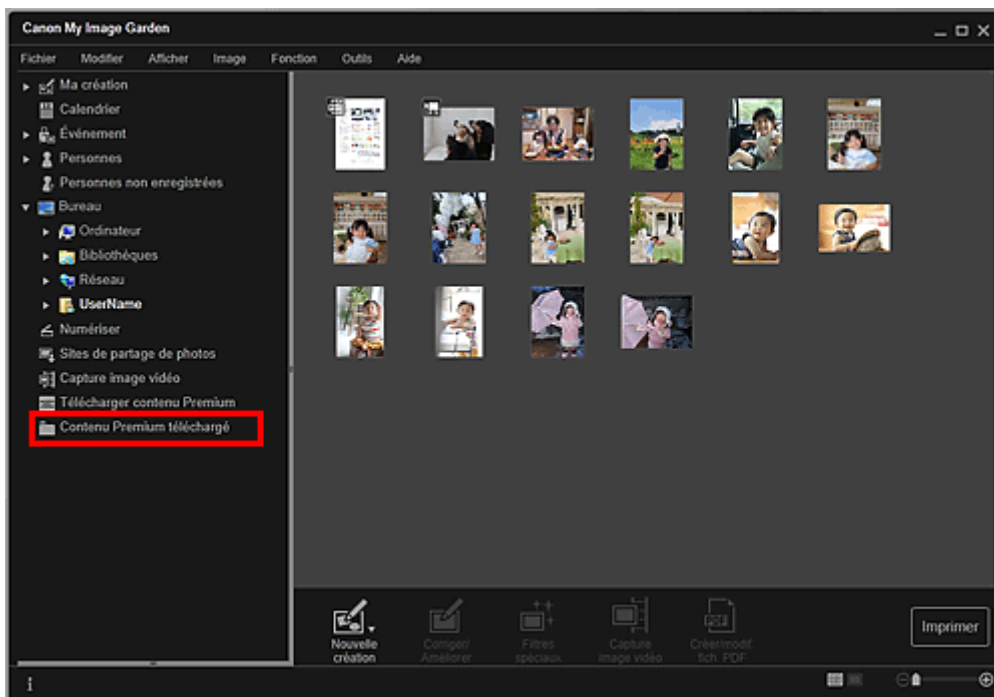 Canon My Image Garden
Fichier Modifier Afficher Image Fonction Outils Aide
Ma création
Calendrier
Événement
Personnes
Personnes non enregistrées
Bureau
Ordinateur
Bibliothèques
Réseau
UserName
Numériser
Sites de partage de photos
Capture image vidéo
Télécharger contenu Premium
Contenu Premium téléchargé
Nouvelle
création
Corriger/
Améliorer
Filtres
spéciaux
Capture
image vidéo
Créer/modif.
fich. PDF
Imprimer